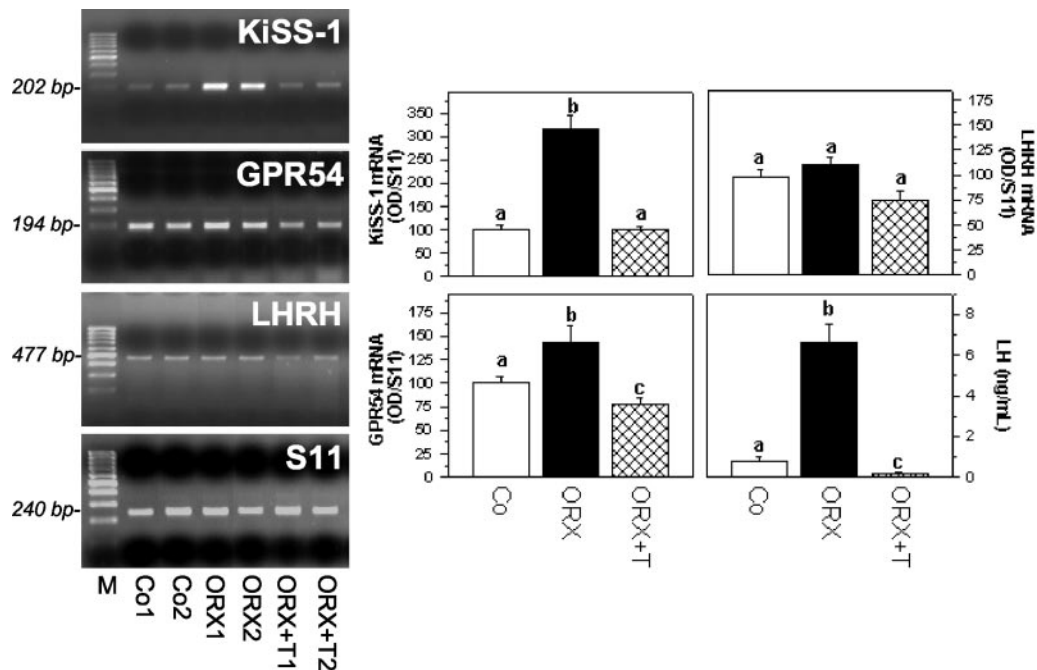 KiSS-1
202 bp-
GPR54
194 bp-
LHRH
477 bp-
S11
240 bp-
M
Co1
Co2
ORX1
ORX2
ORX+T1
ORX+T2
KiSS-1 mRNA
(OD/S11)
350
300
250
200
150
100
50
0
a
b
a
LHRH mRNA
(OD/S11)
175
150
125
100
75
50
25
0
a
a
a
GPR54 mRNA
(OD/S11)
175
150
125
100
75
50
25
0
a
b
c
Co
ORX
ORX+T
LH (ng/mL)
8
6
4
2
0
a
b
c
Co
ORX
ORX+T